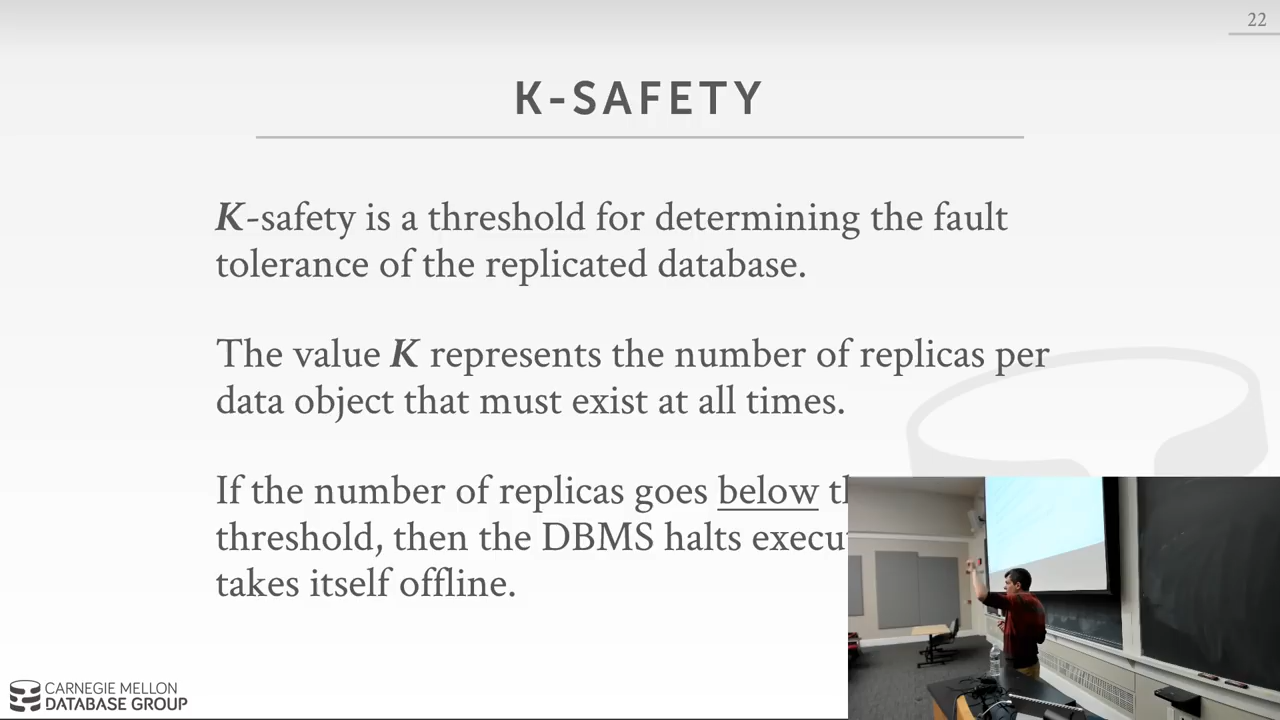 22
K-SAFETY
K-safety is a threshold for determining the fault
tolerance of the replicated database.
The value K represents the number of replicas per
data object that must exist at all times.
If the number of replicas goes below
threshold, then the DBMS halts
takes itself offline.
CARNEGIE MELLON
DATABASE GROUP